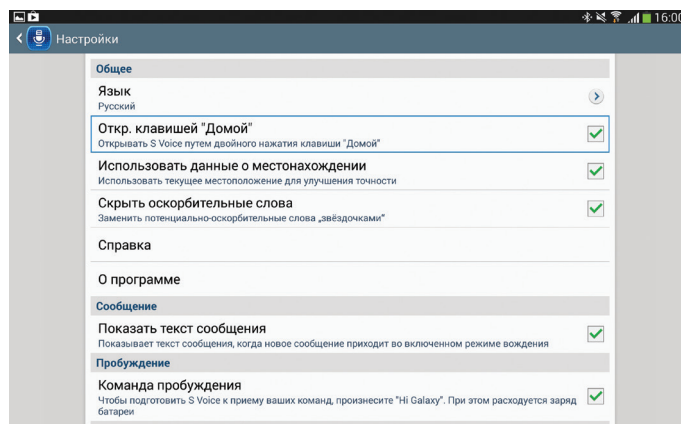 16:00
Настройки
Общее
Язык
Русский
Откр. клавишей "Домой"
Открывать S Voice путем двойного нажатия клавиши "Домой"
Использовать данные о местонахождении
Использовать текущее местоположение для улучшения точности
Скрыть оскорбительные слова
Заменить потенциально-оскорбительные слова „звёздочками"
Справка
О программе
Сообщение
Показать текст сообщения
Показывает текст сообщения, когда новое сообщение приходит во включенном режиме вождения
Пробуждение
Команда пробуждения
Чтобы подготовить S Voice к приему ваших команд, произнесите "Hi Galaxy". При этом расходуется заряд
батареи